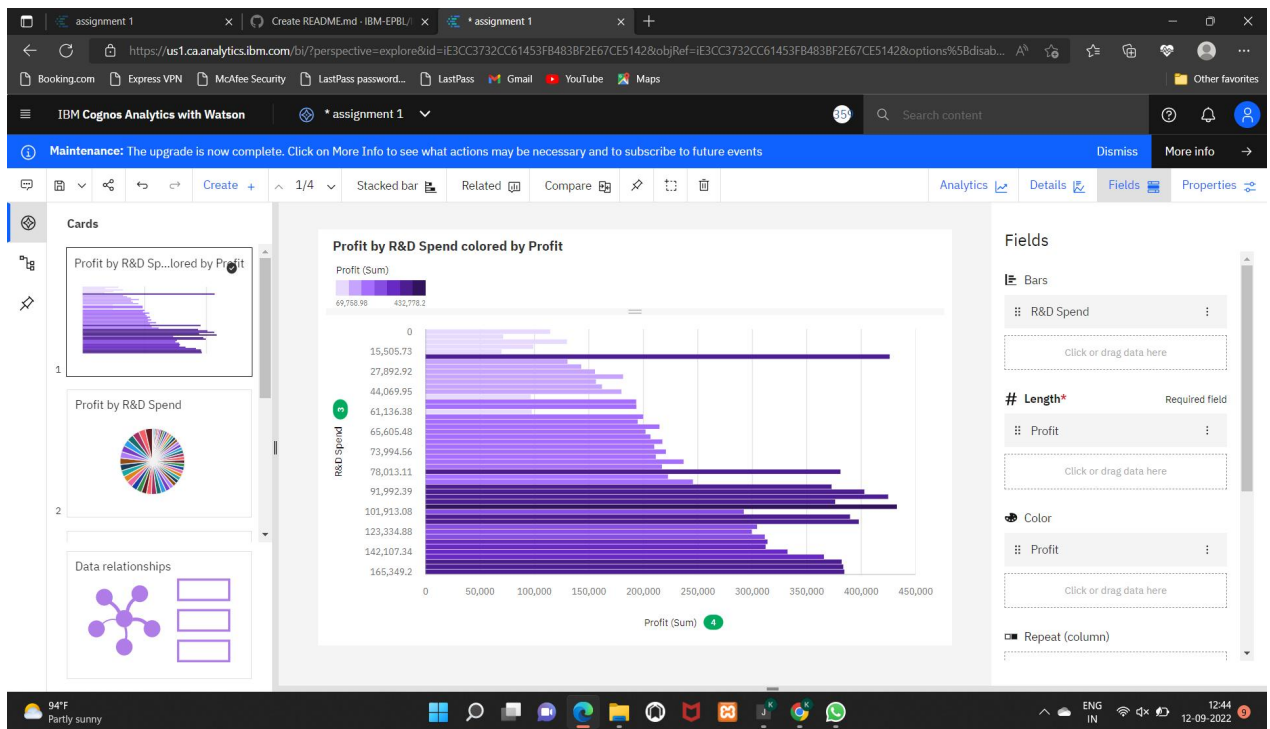 assignment 1
Create README.md · IBM-EPBL/I
* assignment 1
https://us1.ca.analytics.ibm.com/bi/?perspective=explore&id=iE3CC3732CC61453FB483BF2E67CE5142&objRef=iE3CC3732CC61453FB483BF2E67CE5142&options%5Bdisab...
Booking.com
Express VPN
McAfee Security
LastPass password...
LastPass
Gmail
YouTube
Maps
Other favorites
IBM Cognos Analytics with Watson
* assignment 1
Search content
Maintenance: The upgrade is now complete. Click on More Info to see what actions may be necessary and to subscribe to future events
Dismiss
More info
Create
1/4
Stacked bar
Related
Compare
Analytics
Details
Fields
Properties
Cards
Profit by R&D Sp...lored by Profit
1
Profit by R&D Spend
2
Data relationships
Profit by R&D Spend colored by Profit
Profit (Sum)
69,758.98
432,778.2
R&D Spend
3
0
15,505.73
27,892.92
44,069.95
61,136.38
65,605.48
73,994.56
78,013.11
91,992.39
101,913.08
123,334.88
142,107.34
165,349.2
0
50,000
100,000
150,000
200,000
250,000
300,000
350,000
400,000
450,000
Profit (Sum)
4
Fields
Bars
R&D Spend
Click or drag data here
Length*
Required field
Profit
Click or drag data here
Color
Profit
Click or drag data here
Repeat (column)
94°F
Partly sunny
ENG
IN
12:44
12-09-2022
9